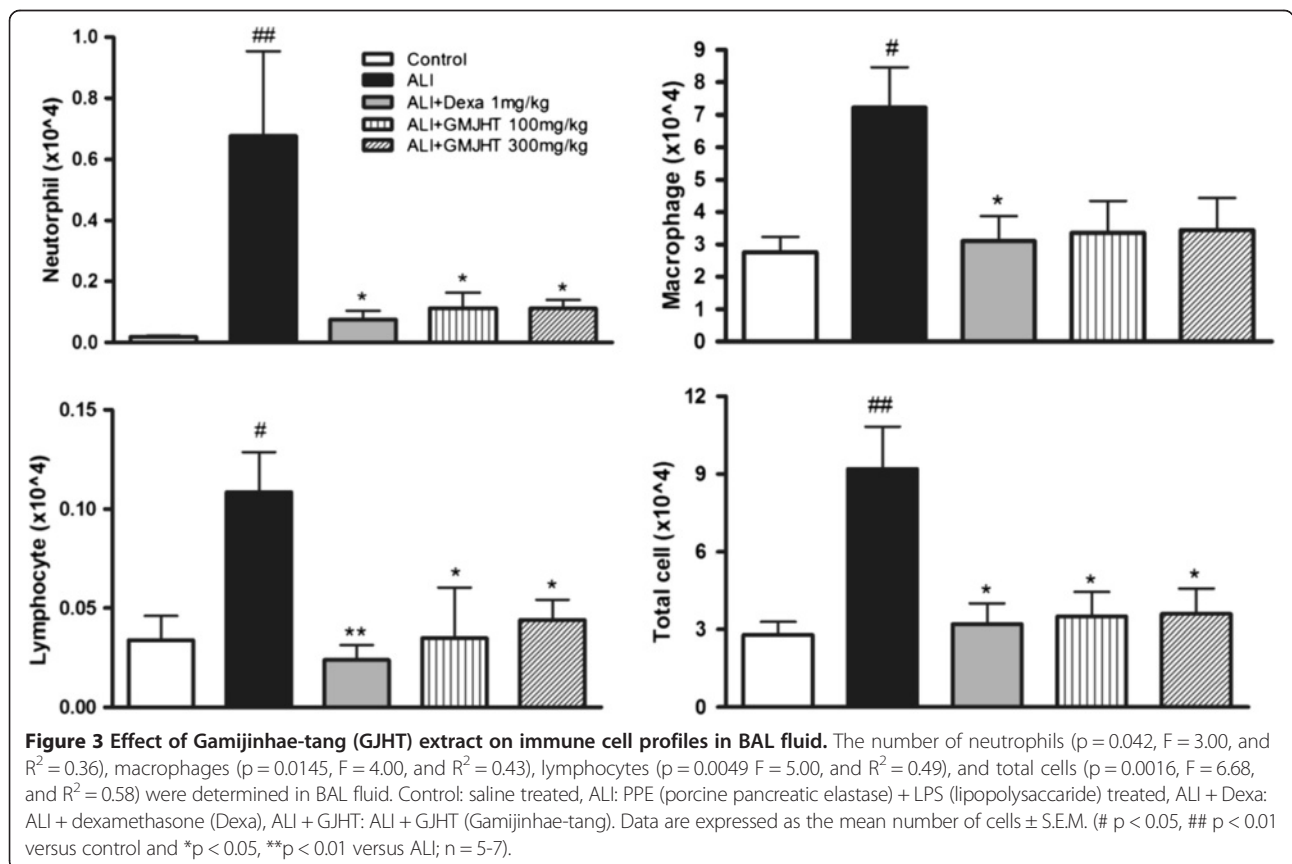 1.0
0.8
0.6
0.4
0.2
0.0
Neutorphil (x10^4)
##
*
*
*
Control
ALI
ALI+Dexa 1mg/kg
ALI+GMJHT 100mg/kg
ALI+GMJHT 300mg/kg
9
8
7
6
5
4
3
2
1
0
Macrophage (x10^4)
#
*
0.15
0.10
0.05
0.00
Lymphocyte (x10^4)
#
**
*
*
12
9
6
3
0
Total cell (x10^4)
##
*
*
*
Figure 3 Effect of Gamijinhae-tang (GJHT) extract on immune cell profiles in BAL fluid. The number of neutrophils (p = 0.042, F = 3.00, and
R² = 0.36), macrophages (p = 0.0145, F = 4.00, and R² = 0.43), lymphocytes (p = 0.0049 F = 5.00, and R² = 0.49), and total cells (p = 0.0016, F = 6.68,
and R² = 0.58) were determined in BAL fluid. Control: saline treated, ALI: PPE (porcine pancreatic elastase) + LPS (lipopolysaccaride) treated, ALI + Dexa:
ALI + dexamethasone (Dexa), ALI + GJHT: ALI + GJHT (Gamijinhae-tang). Data are expressed as the mean number of cells ± S.E.M. (# p < 0.05, ## p < 0.01
versus control and *p < 0.05, **p < 0.01 versus ALI; n = 5-7).